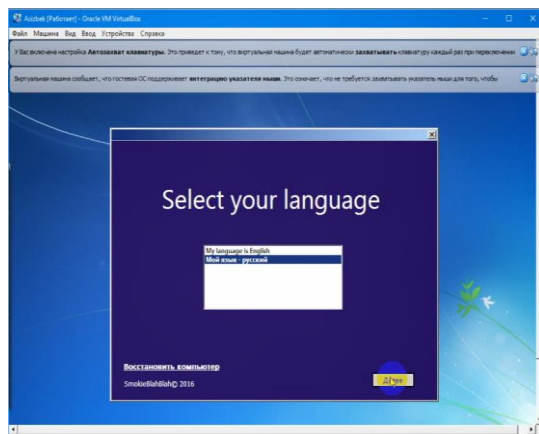 Azizbek [Работает] - Oracle VM VirtualBox
Файл Машина Вид Ввод Устройства Справка
У Вас включена настройка Автозахват клавиатуры. Это приведет к тому, что виртуальная машина будет автоматически захватывать клавиатуру каждый раз при переключении
Виртуальная машина сообщает, что гостевая ОС поддерживает интеграцию указателя мыши. Это означает, что не требуется захватывать указатель мыши для того, чтобы
Select your language
My language is English
Мой язык - русский
Восстановить компьютер
SmokieBlahBlah© 2016
Далее